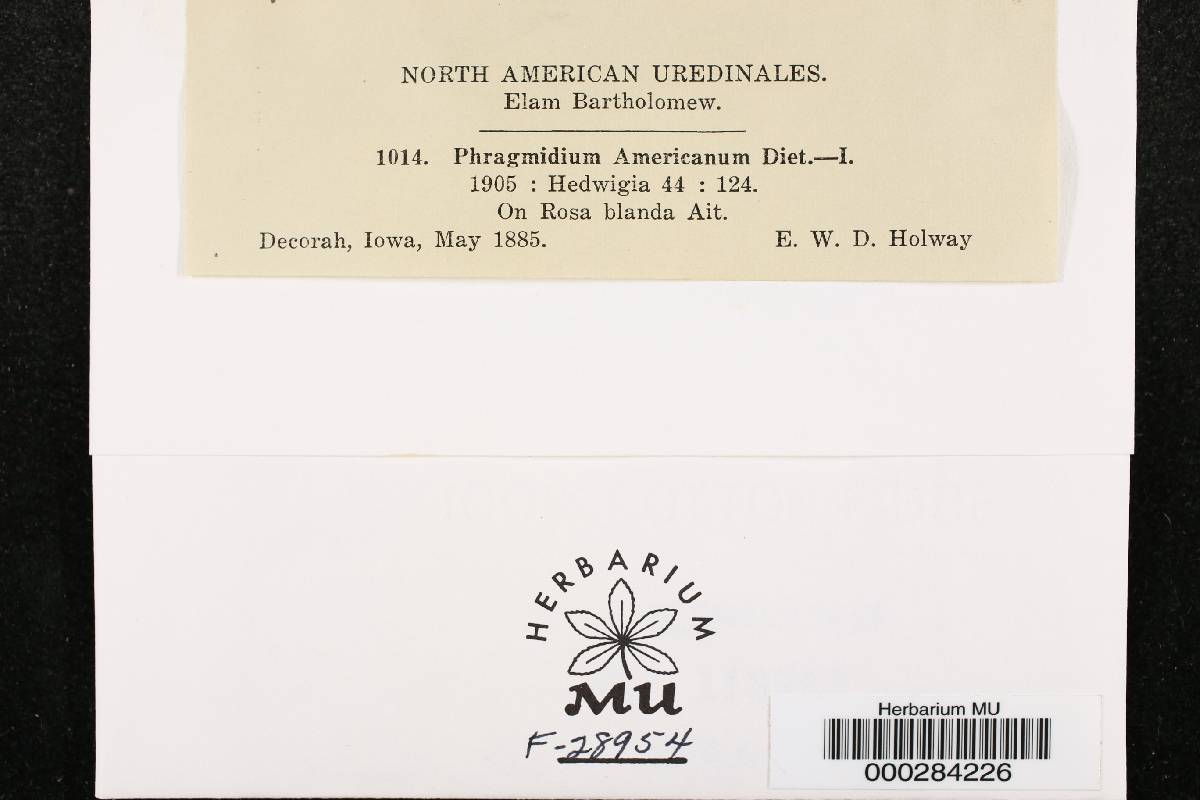 NORTH AMERICAN UREDINALES.
Elam Bartholomew.
1014. Phragmidium Americanum Diet.—I.
1905 : Hedwigia 44 : 124.
On Rosa blanda Ait.
Decorah, Iowa, May 1885. E. W. D. Holway
HERBARIUM
MU
F-28954
Herbarium MU
000284226